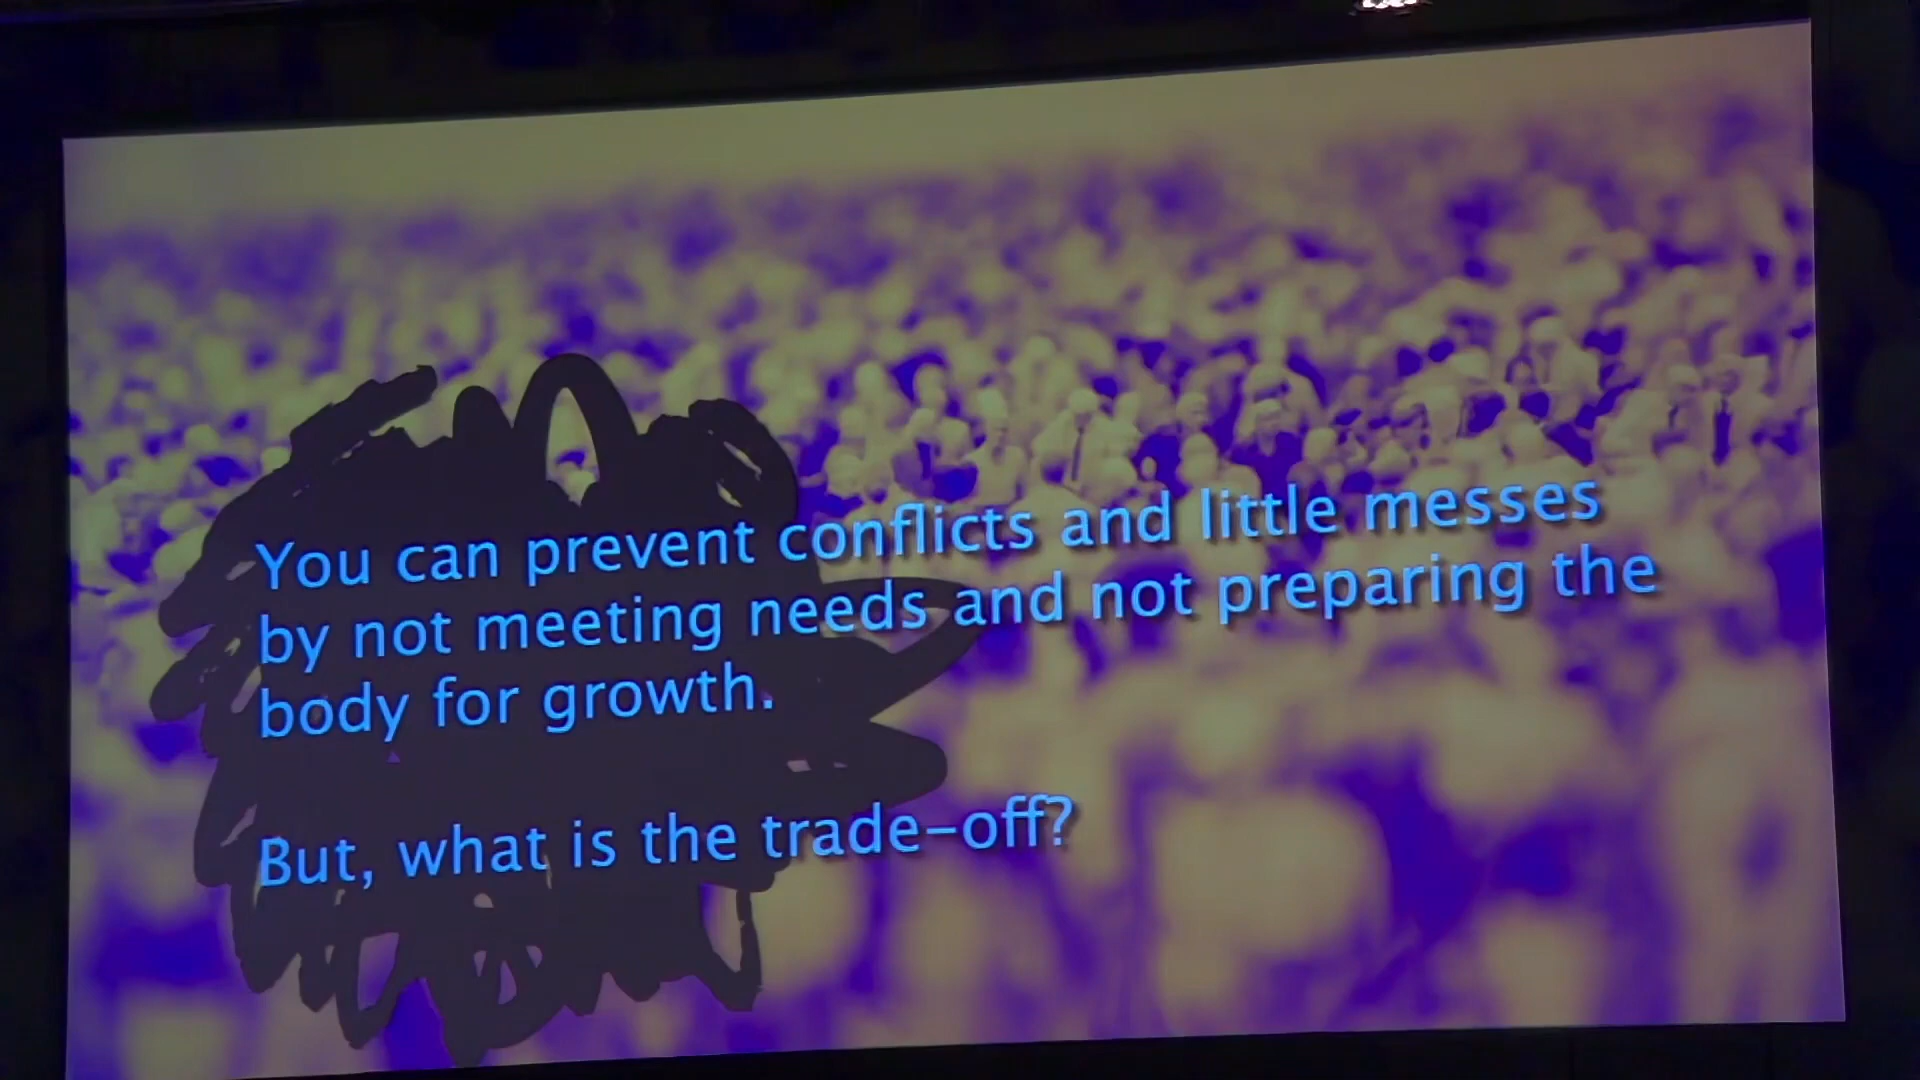 You can prevent conflicts and little messes
by not meeting needs and not preparing the
body for growth.
But, what is the trade-off?